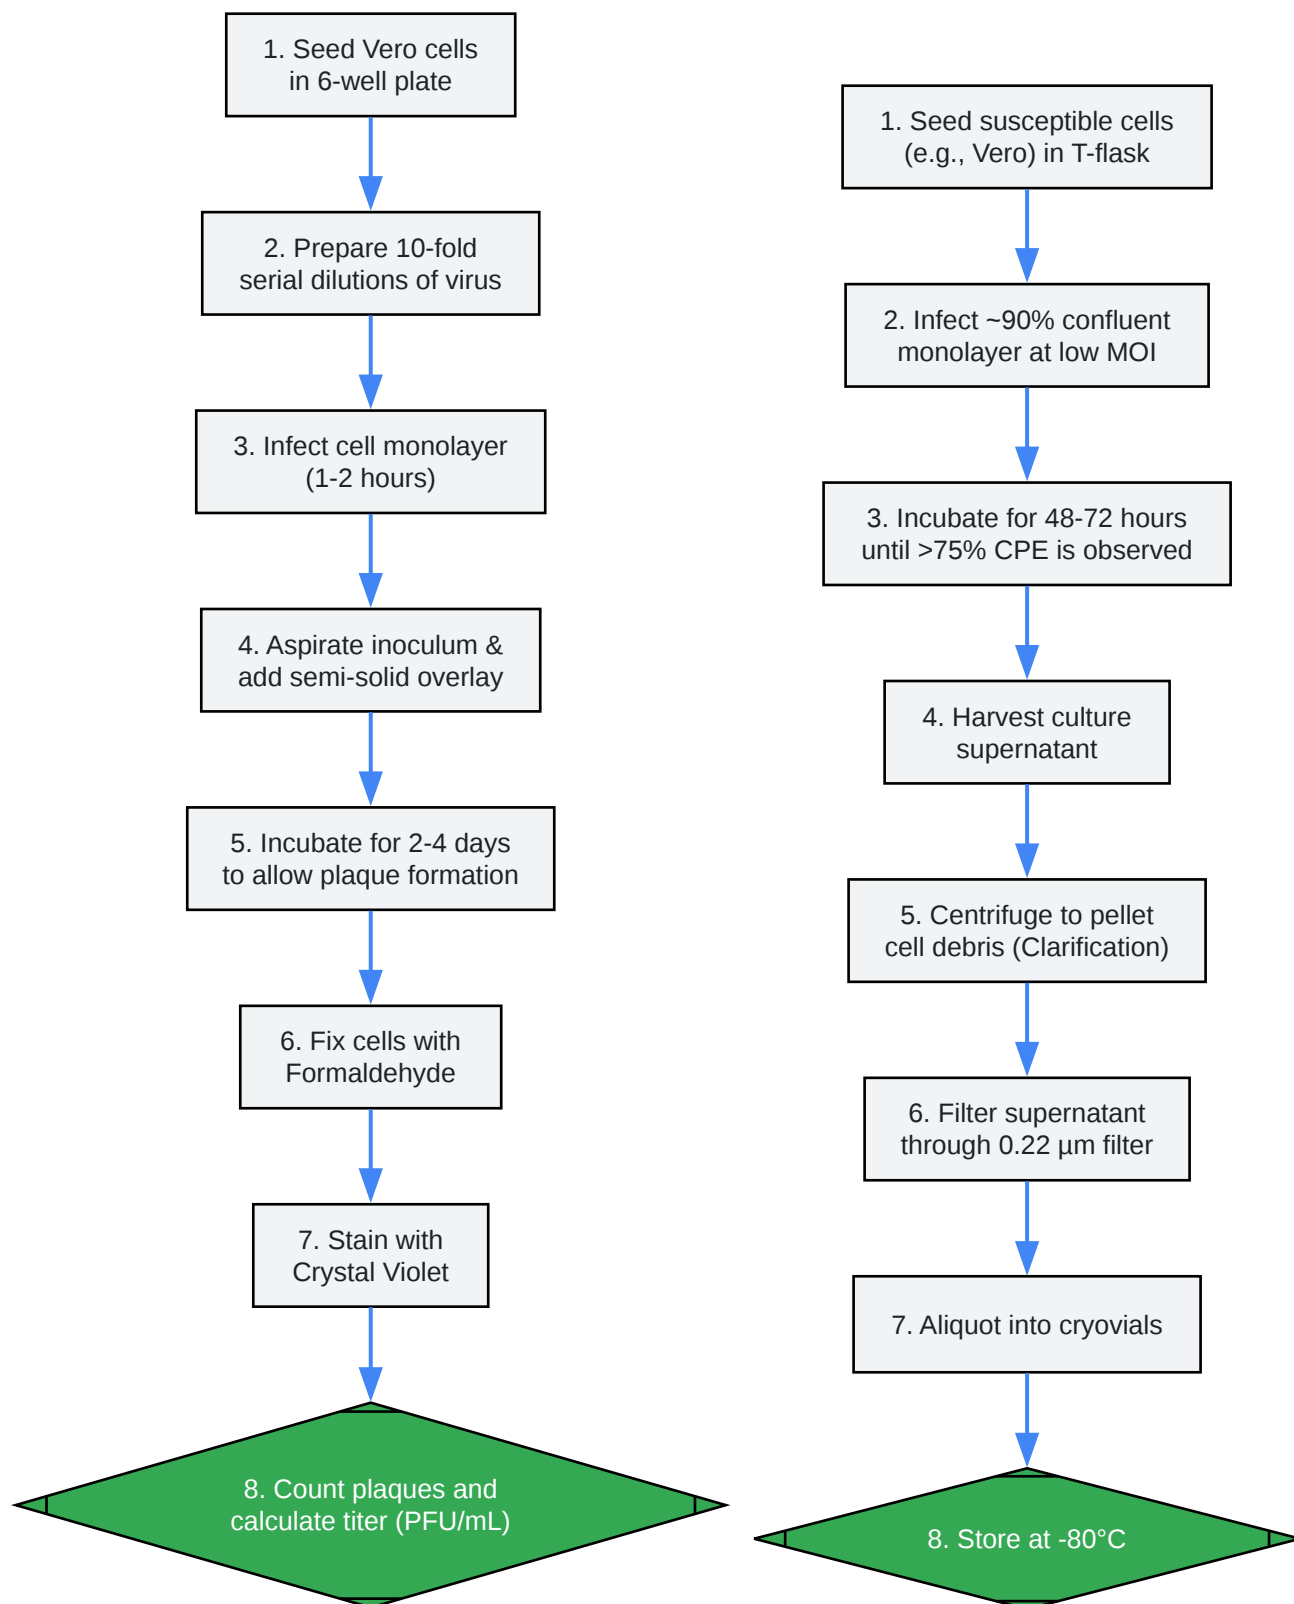 1. Seed Vero cells
in 6-well plate
2. Prepare 10-fold
serial dilutions of virus
3. Infect cell monolayer
(1-2 hours)
4. Aspirate inoculum &
add semi-solid overlay
5. Incubate for 2-4 days
to allow plaque formation
6. Fix cells with
Formaldehyde
7. Stain with
Crystal Violet
8. Count plaques and
calculate titer (PFU/mL)
1. Seed susceptible cells
(e.g., Vero) in T-flask
2. Infect ~90% confluent
monolayer at low MOI
3. Incubate for 48-72 hours
until >75% CPE is observed
4. Harvest culture
supernatant
5. Centrifuge to pellet
cell debris (Clarification)
6. Filter supernatant
through 0.22 µm filter
7. Aliquot into cryovials
8. Store at -80°C